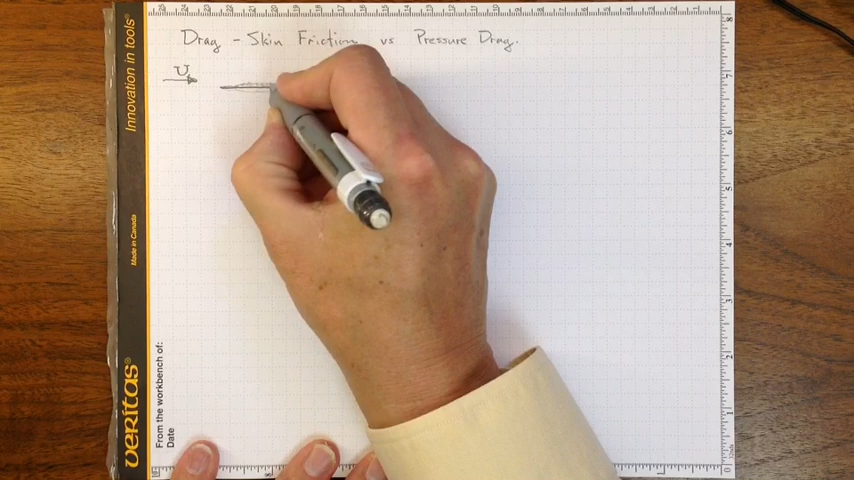 Drag - Skin Friction vs Pressure Drag.
U
Innovation in tools®
Made in Canada
veritas®
From the workbench of:
Date